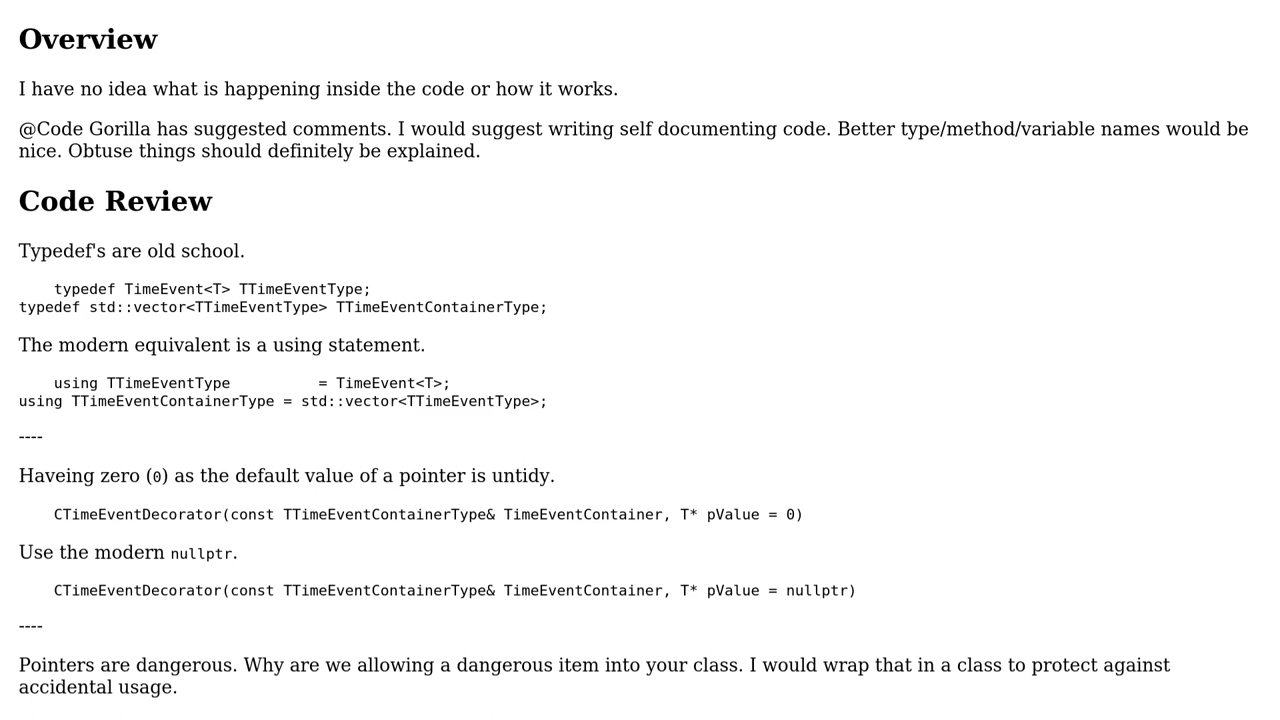 Overview
I have no idea what is happening inside the code or how it works.
@Code Gorilla has suggested comments. I would suggest writing self documenting code. Better type/method/variable names would be
nice. Obtuse things should definitely be explained.
Code Review
Typedef's are old school.
    typedef TimeEvent<T> TTimeEventType;
typedef std::vector<TTimeEventType> TTimeEventContainerType;
The modern equivalent is a using statement.
    using TTimeEventType          = TimeEvent<T>;
using TTimeEventContainerType = std::vector<TTimeEventType>;
----
Haveing zero (0) as the default value of a pointer is untidy.
    CTimeEventDecorator(const TTimeEventContainerType& TimeEventContainer, T* pValue = 0)
Use the modern nullptr.
    CTimeEventDecorator(const TTimeEventContainerType& TimeEventContainer, T* pValue = nullptr)
----
Pointers are dangerous. Why are we allowing a dangerous item into your class. I would wrap that in a class to protect against
accidental usage.